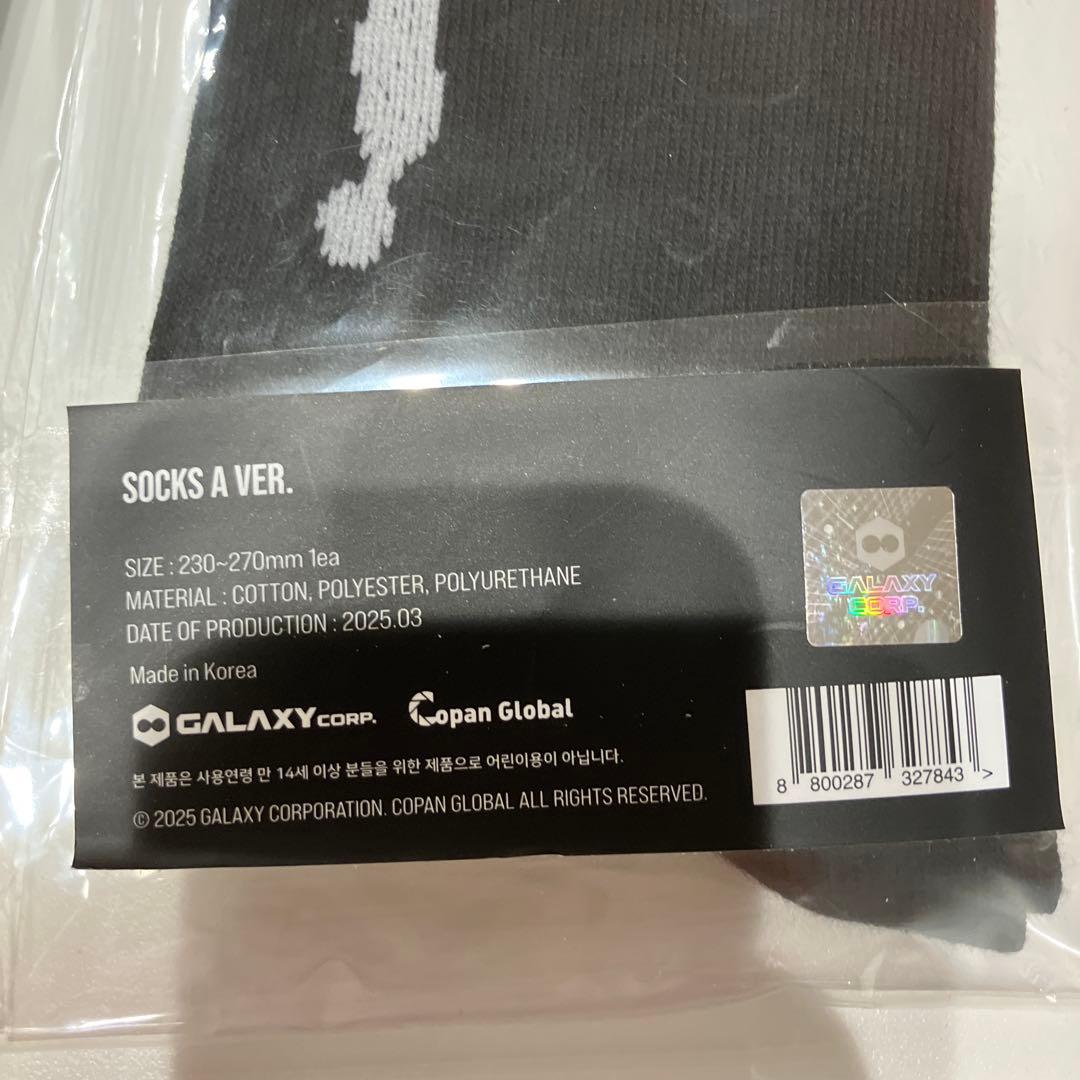 SOCKS A VER.
SIZE : 230~270mm 1ea
MATERIAL : COTTON, POLYESTER, POLYURETHANE
DATE OF PRODUCTION : 2025.03
Made in Korea
GALAXY CORP.
Copan Global
본 제품은 사용연령 만 14세 이상 분들을 위한 제품으로 어린이용이 아닙니다.
© 2025 GALAXY CORPORATION. COPAN GLOBAL ALL RIGHTS RESERVED.
GALAXY
CORP.
8 800287 327843 >